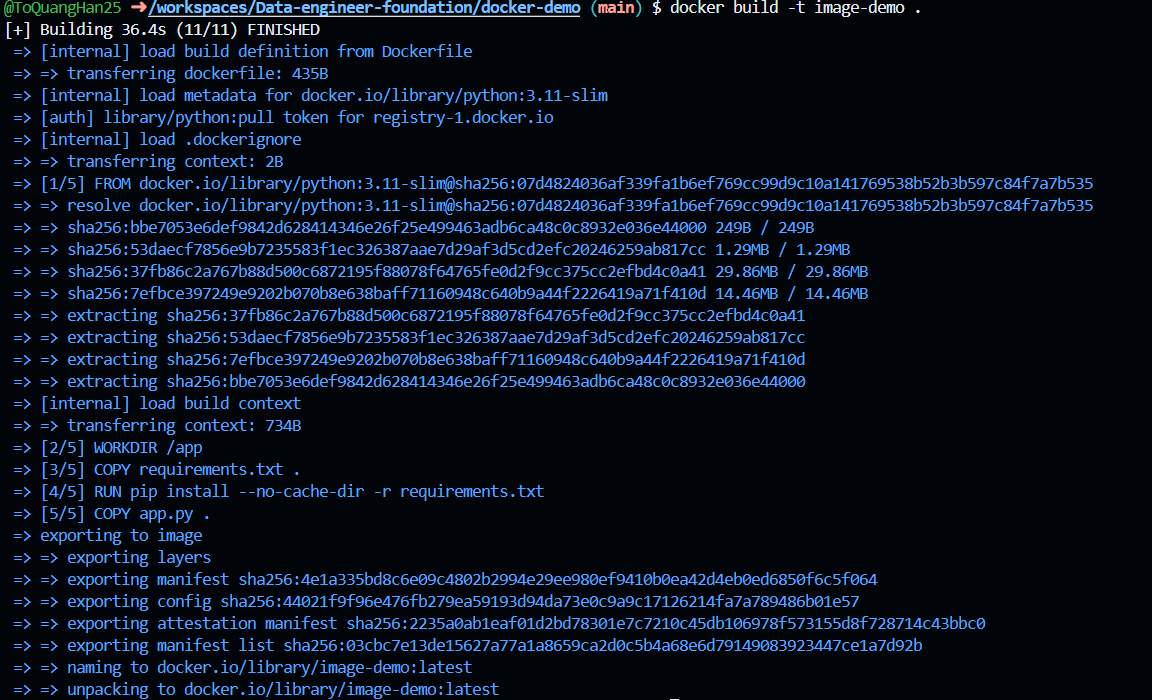 @ToQuangHan25 ➜/workspaces/Data-engineer-foundation/docker-demo (main) $ docker build -t image-demo .
[+] Building 36.4s (11/11) FINISHED
=> [internal] load build definition from Dockerfile
=> => transferring dockerfile: 435B
=> [internal] load metadata for docker.io/library/python:3.11-slim
=> [auth] library/python:pull token for registry-1.docker.io
=> [internal] load .dockerignore
=> => transferring context: 2B
=> [1/5] FROM docker.io/library/python:3.11-slim@sha256:07d4824036af339fa1b6ef769cc99d9c10a141769538b52b3b597c84f7a7b535
=> => resolve docker.io/library/python:3.11-slim@sha256:07d4824036af339fa1b6ef769cc99d9c10a141769538b52b3b597c84f7a7b535
=> => sha256:bbe7053e6def9842d628414346e26f25e499463adb6ca48c0c8932e036e44000 249B / 249B
=> => sha256:53daecf7856e9b7235583f1ec326387aae7d29af3d5cd2efc20246259ab817cc 1.29MB / 1.29MB
=> => sha256:37fb86c2a767b88d500c6872195f88078f64765fe0d2f9cc375cc2efbd4c0a41 29.86MB / 29.86MB
=> => sha256:7efbce397249e9202b070b8e638baff71160948c640b9a44f2226419a71f410d 14.46MB / 14.46MB
=> => extracting sha256:37fb86c2a767b88d500c6872195f88078f64765fe0d2f9cc375cc2efbd4c0a41
=> => extracting sha256:53daecf7856e9b7235583f1ec326387aae7d29af3d5cd2efc20246259ab817cc
=> => extracting sha256:7efbce397249e9202b070b8e638baff71160948c640b9a44f2226419a71f410d
=> => extracting sha256:bbe7053e6def9842d628414346e26f25e499463adb6ca48c0c8932e036e44000
=> [internal] load build context
=> => transferring context: 734B
=> [2/5] WORKDIR /app
=> [3/5] COPY requirements.txt .
=> [4/5] RUN pip install --no-cache-dir -r requirements.txt
=> [5/5] COPY app.py .
=> exporting to image
=> => exporting layers
=> => exporting manifest sha256:4e1a335bd8c6e09c4802b2994e29ee980ef9410b0ea42d4eb0ed6850f6c5f064
=> => exporting config sha256:44021f9f96e476fb279ea59193d94da73e0c9a9c17126214fa7a789486b01e57
=> => exporting attestation manifest sha256:2235a0ab1eaf01d2bd78301e7c7210c45db106978f573155d8f728714c43bbc0
=> => exporting manifest list sha256:03cbc7e13de15627a77a1a8659ca2d0c5b4a68e6d79149083923447ce1a7d92b
=> => naming to docker.io/library/image-demo:latest
=> => unpacking to docker.io/library/image-demo:latest